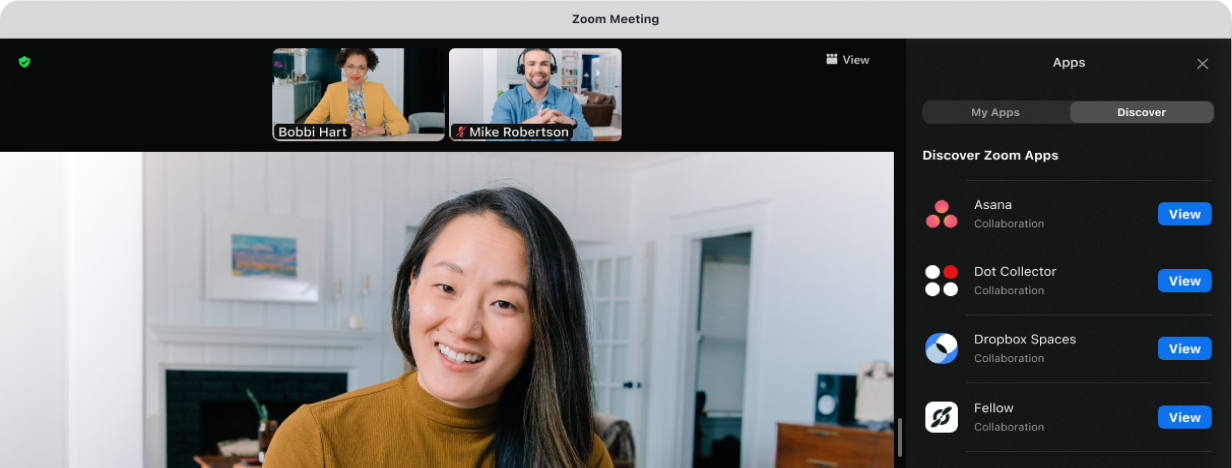 Zoom Meeting
View
Bobbi Hart
Mike Robertson
Apps
My Apps
Discover
Discover Zoom Apps
Asana
Collaboration
View
Dot Collector
Collaboration
View
Dropbox Spaces
Collaboration
View
Fellow
Collaboration
View